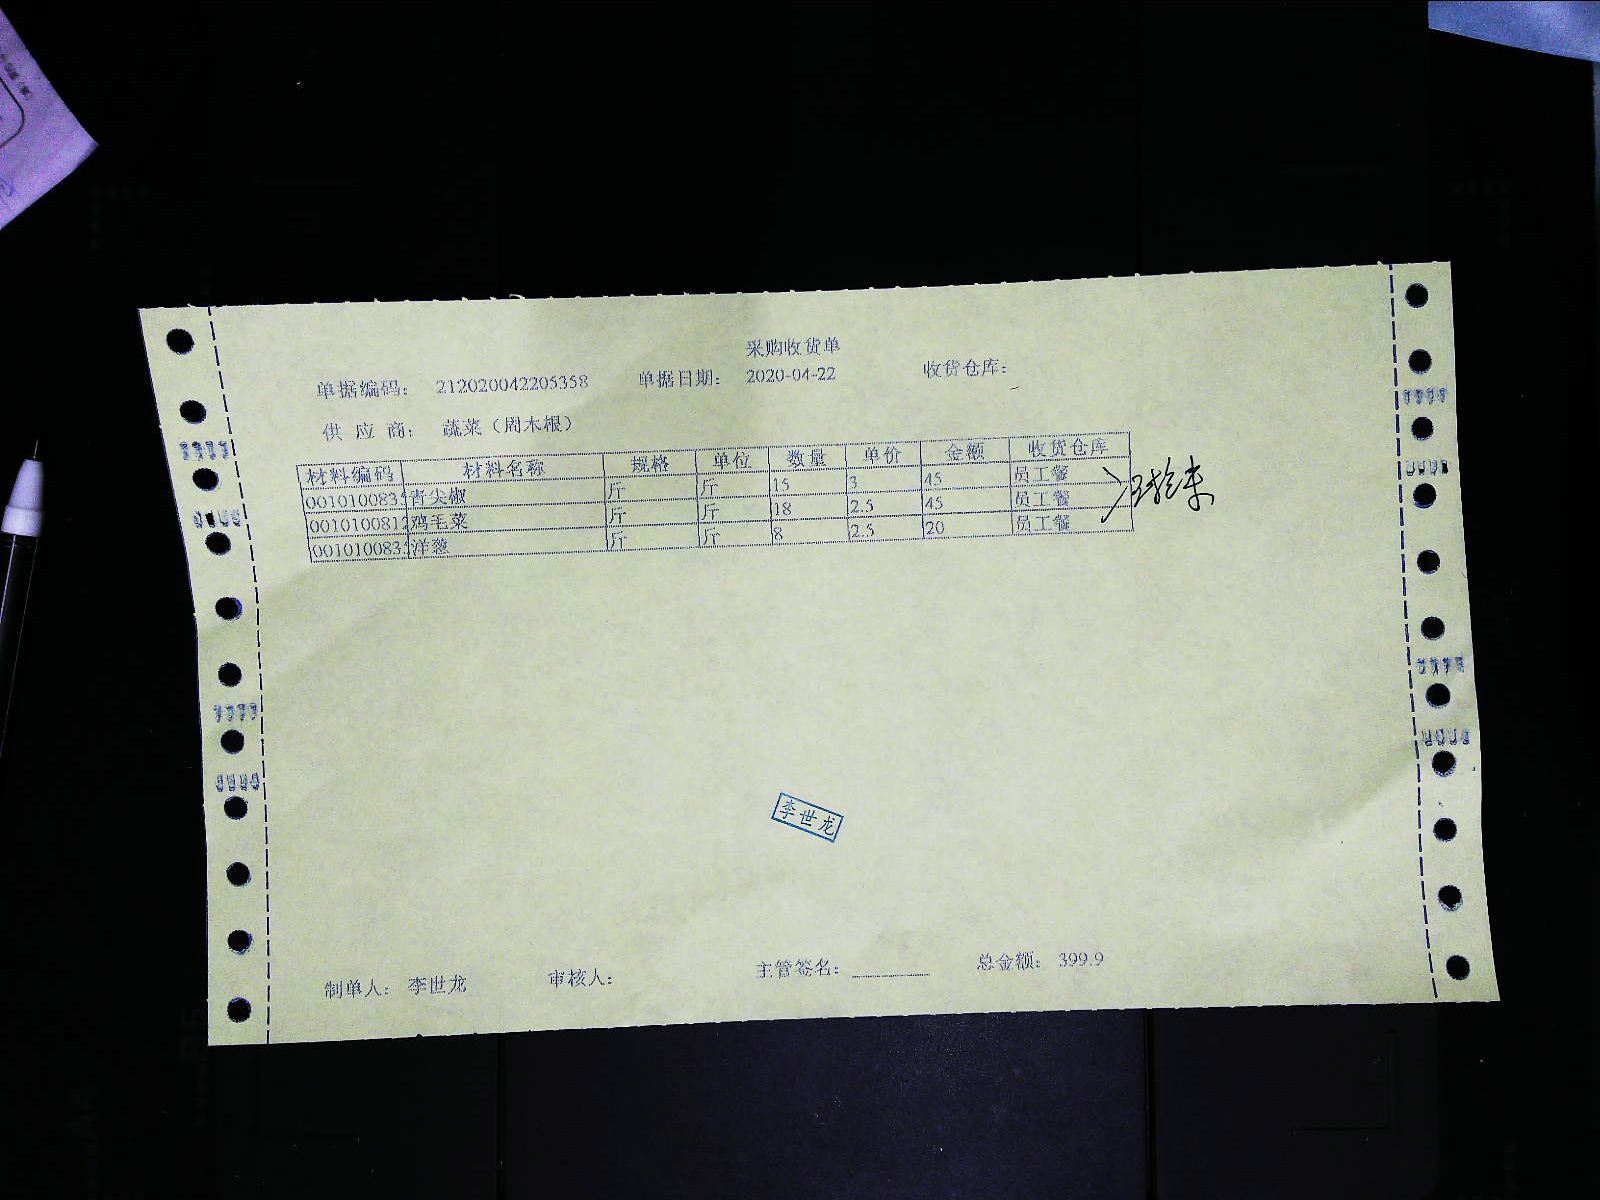 采购收货单
单据编码： 212020042205358 单据日期： 2020-04-22 收货仓库：
供 应 商： 蔬菜（周木根）
材料编码 材料名称 规格 单位 数量 单价 金额 收货仓库
001010083 青尖椒 斤 斤 15 3 45 员工餐
001010081 鸡毛菜 斤 斤 18 2.5 45 员工餐
001010083 洋葱 斤 斤 8 2.5 20 员工餐
李世龙
制单人： 李世龙 审核人： 主管签名： 总金额： 399.9